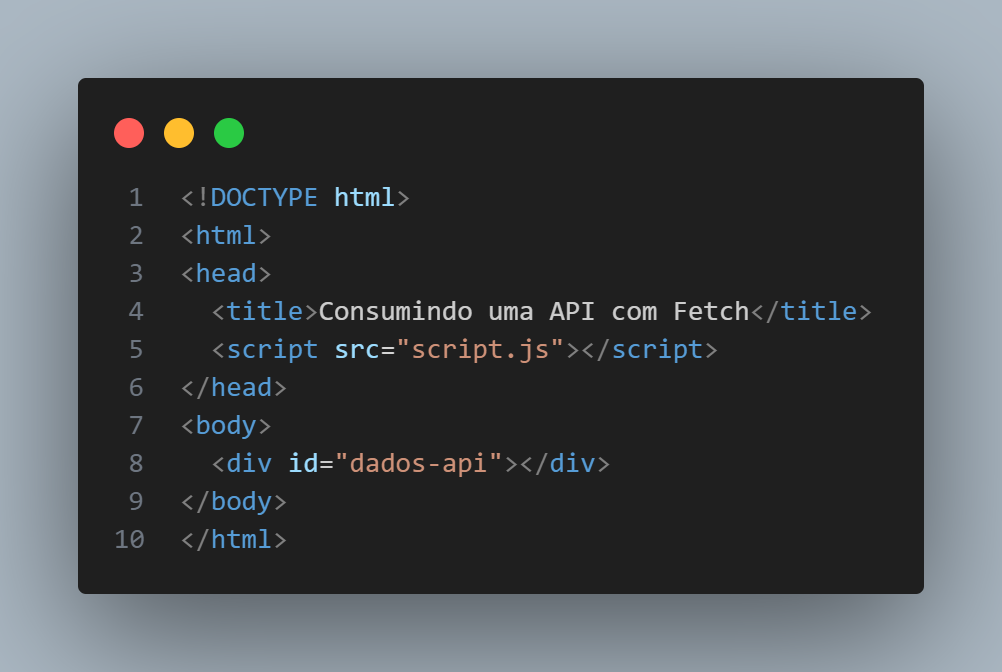 1 <!DOCTYPE html>
2 <html>
3 <head>
4   <title>Consumindo uma API com Fetch</title>
5   <script src="script.js"></script>
6 </head>
7 <body>
8   <div id="dados-api"></div>
9 </body>
10 </html>